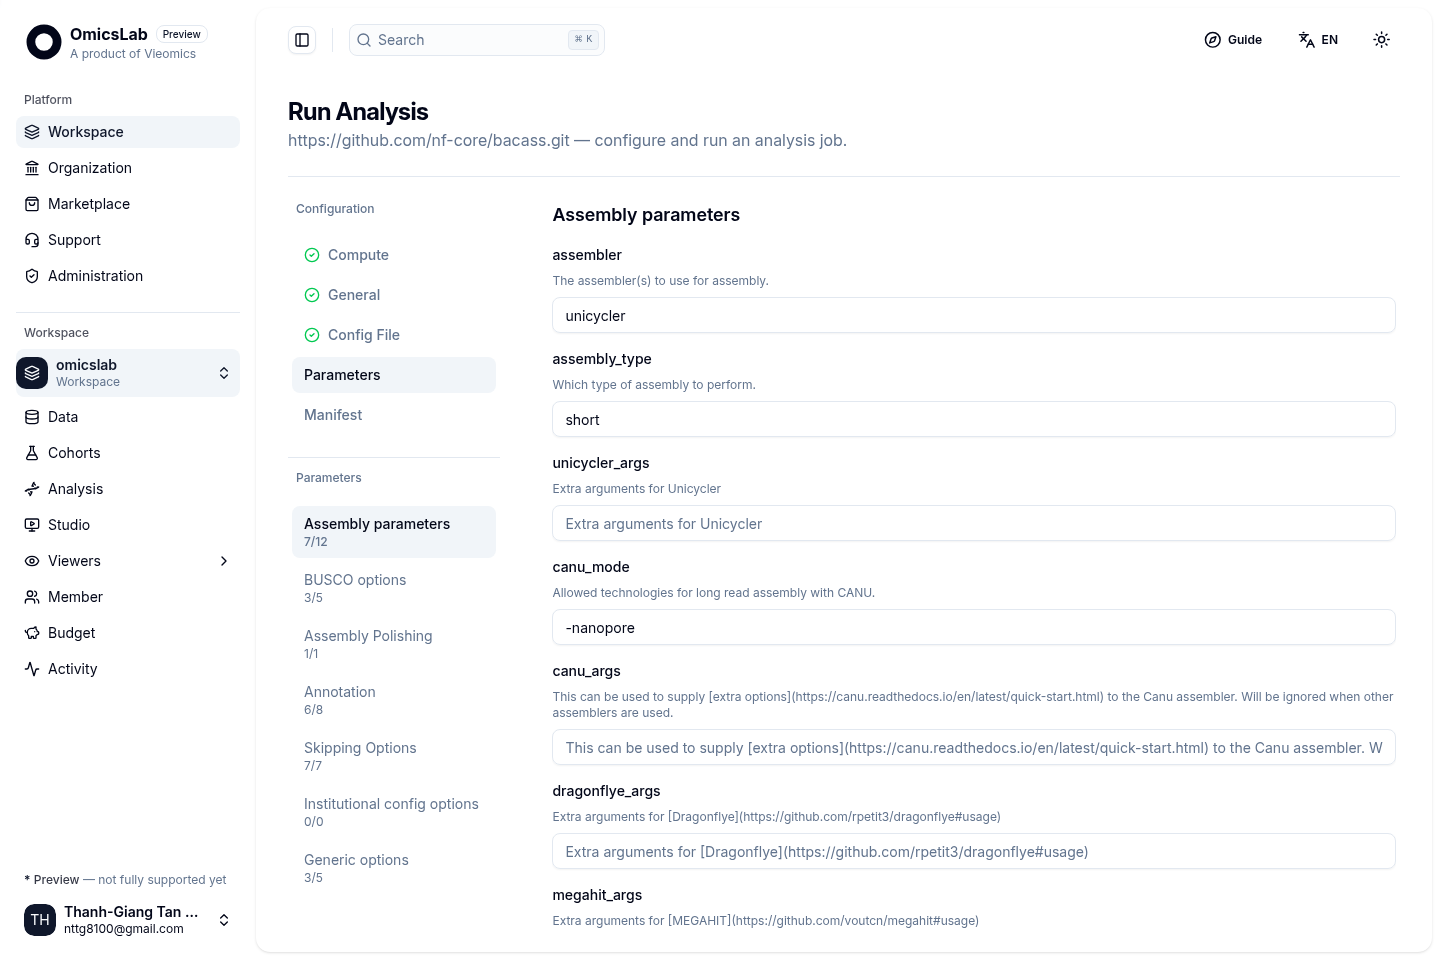 OmicsLab Preview
A product of Vieomics
Platform
Workspace
Organization
Marketplace
Support
Administration
Workspace
omicslab
Workspace
Data
Cohorts
Analysis
Studio
Viewers
Member
Budget
Activity
* Preview — not fully supported yet
TH
Thanh-Giang Tan ...
nttg8100@gmail.com
Search
⌘ K
Guide
EN
Run Analysis
https://github.com/nf-core/bacass.git — configure and run an analysis job.
Configuration
Compute
General
Config File
Parameters
Manifest
Parameters
Assembly parameters
7/12
BUSCO options
3/5
Assembly Polishing
1/1
Annotation
6/8
Skipping Options
7/7
Institutional config options
0/0
Generic options
3/5
Assembly parameters
assembler
The assembler(s) to use for assembly.
unicycler
assembly_type
Which type of assembly to perform.
short
unicycler_args
Extra arguments for Unicycler
Extra arguments for Unicycler
canu_mode
Allowed technologies for long read assembly with CANU.
-nanopore
canu_args
This can be used to supply [extra options](https://canu.readthedocs.io/en/latest/quick-start.html) to the Canu assembler. Will be ignored when other
assemblers are used.
This can be used to supply [extra options](https://canu.readthedocs.io/en/latest/quick-start.html) to the Canu assembler. W
dragonflye_args
Extra arguments for [Dragonflye](https://github.com/rpetit3/dragonflye#usage)
Extra arguments for [Dragonflye](https://github.com/rpetit3/dragonflye#usage)
megahit_args
Extra arguments for [MEGAHIT](https://github.com/voutcn/megahit#usage)